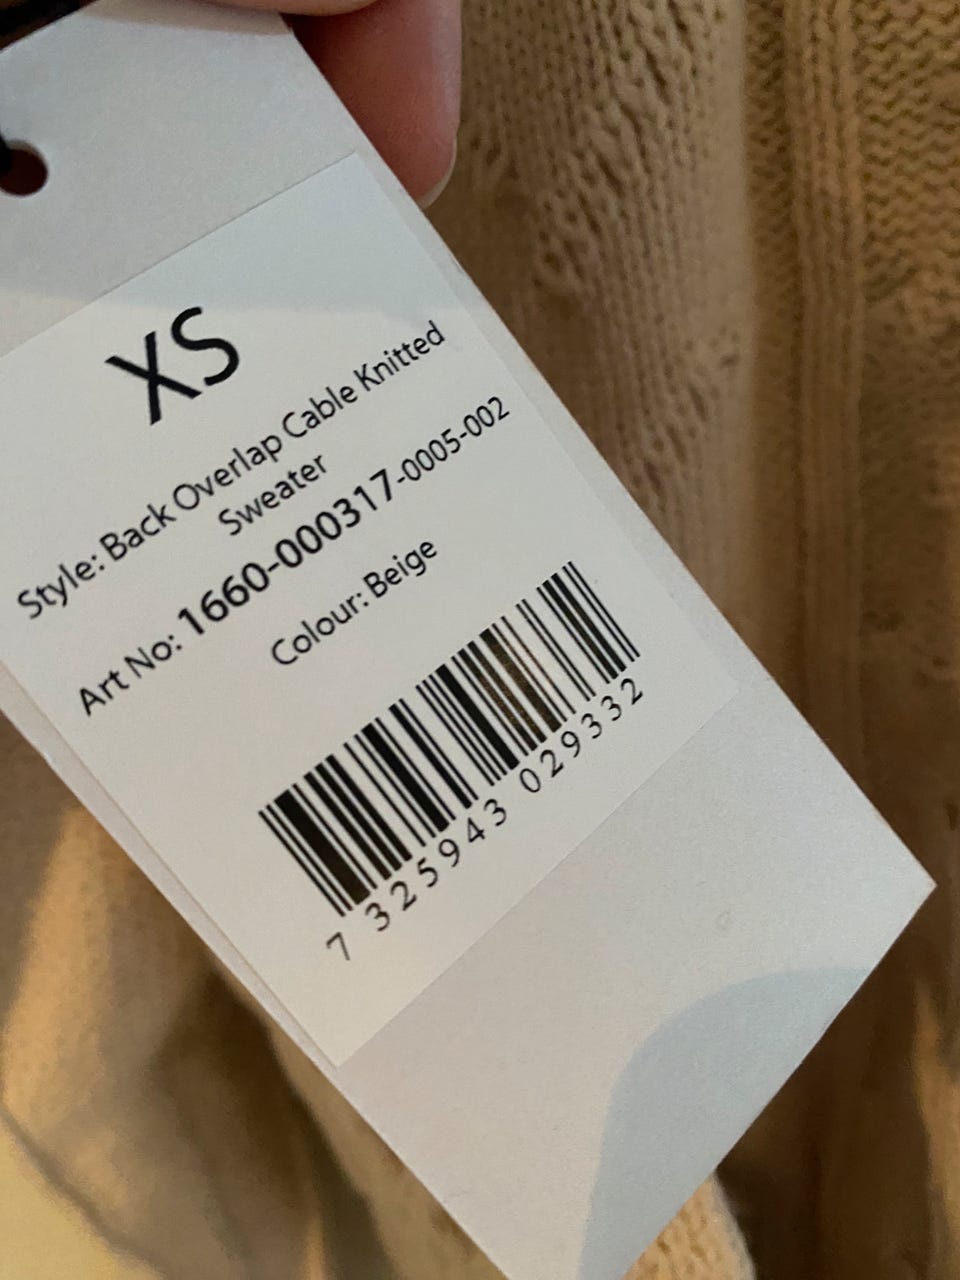 XS
Style: Back Overlap Cable Knitted
Sweater
Art No: 1660-000317-0005-002
Colour: Beige
7 325943 029332